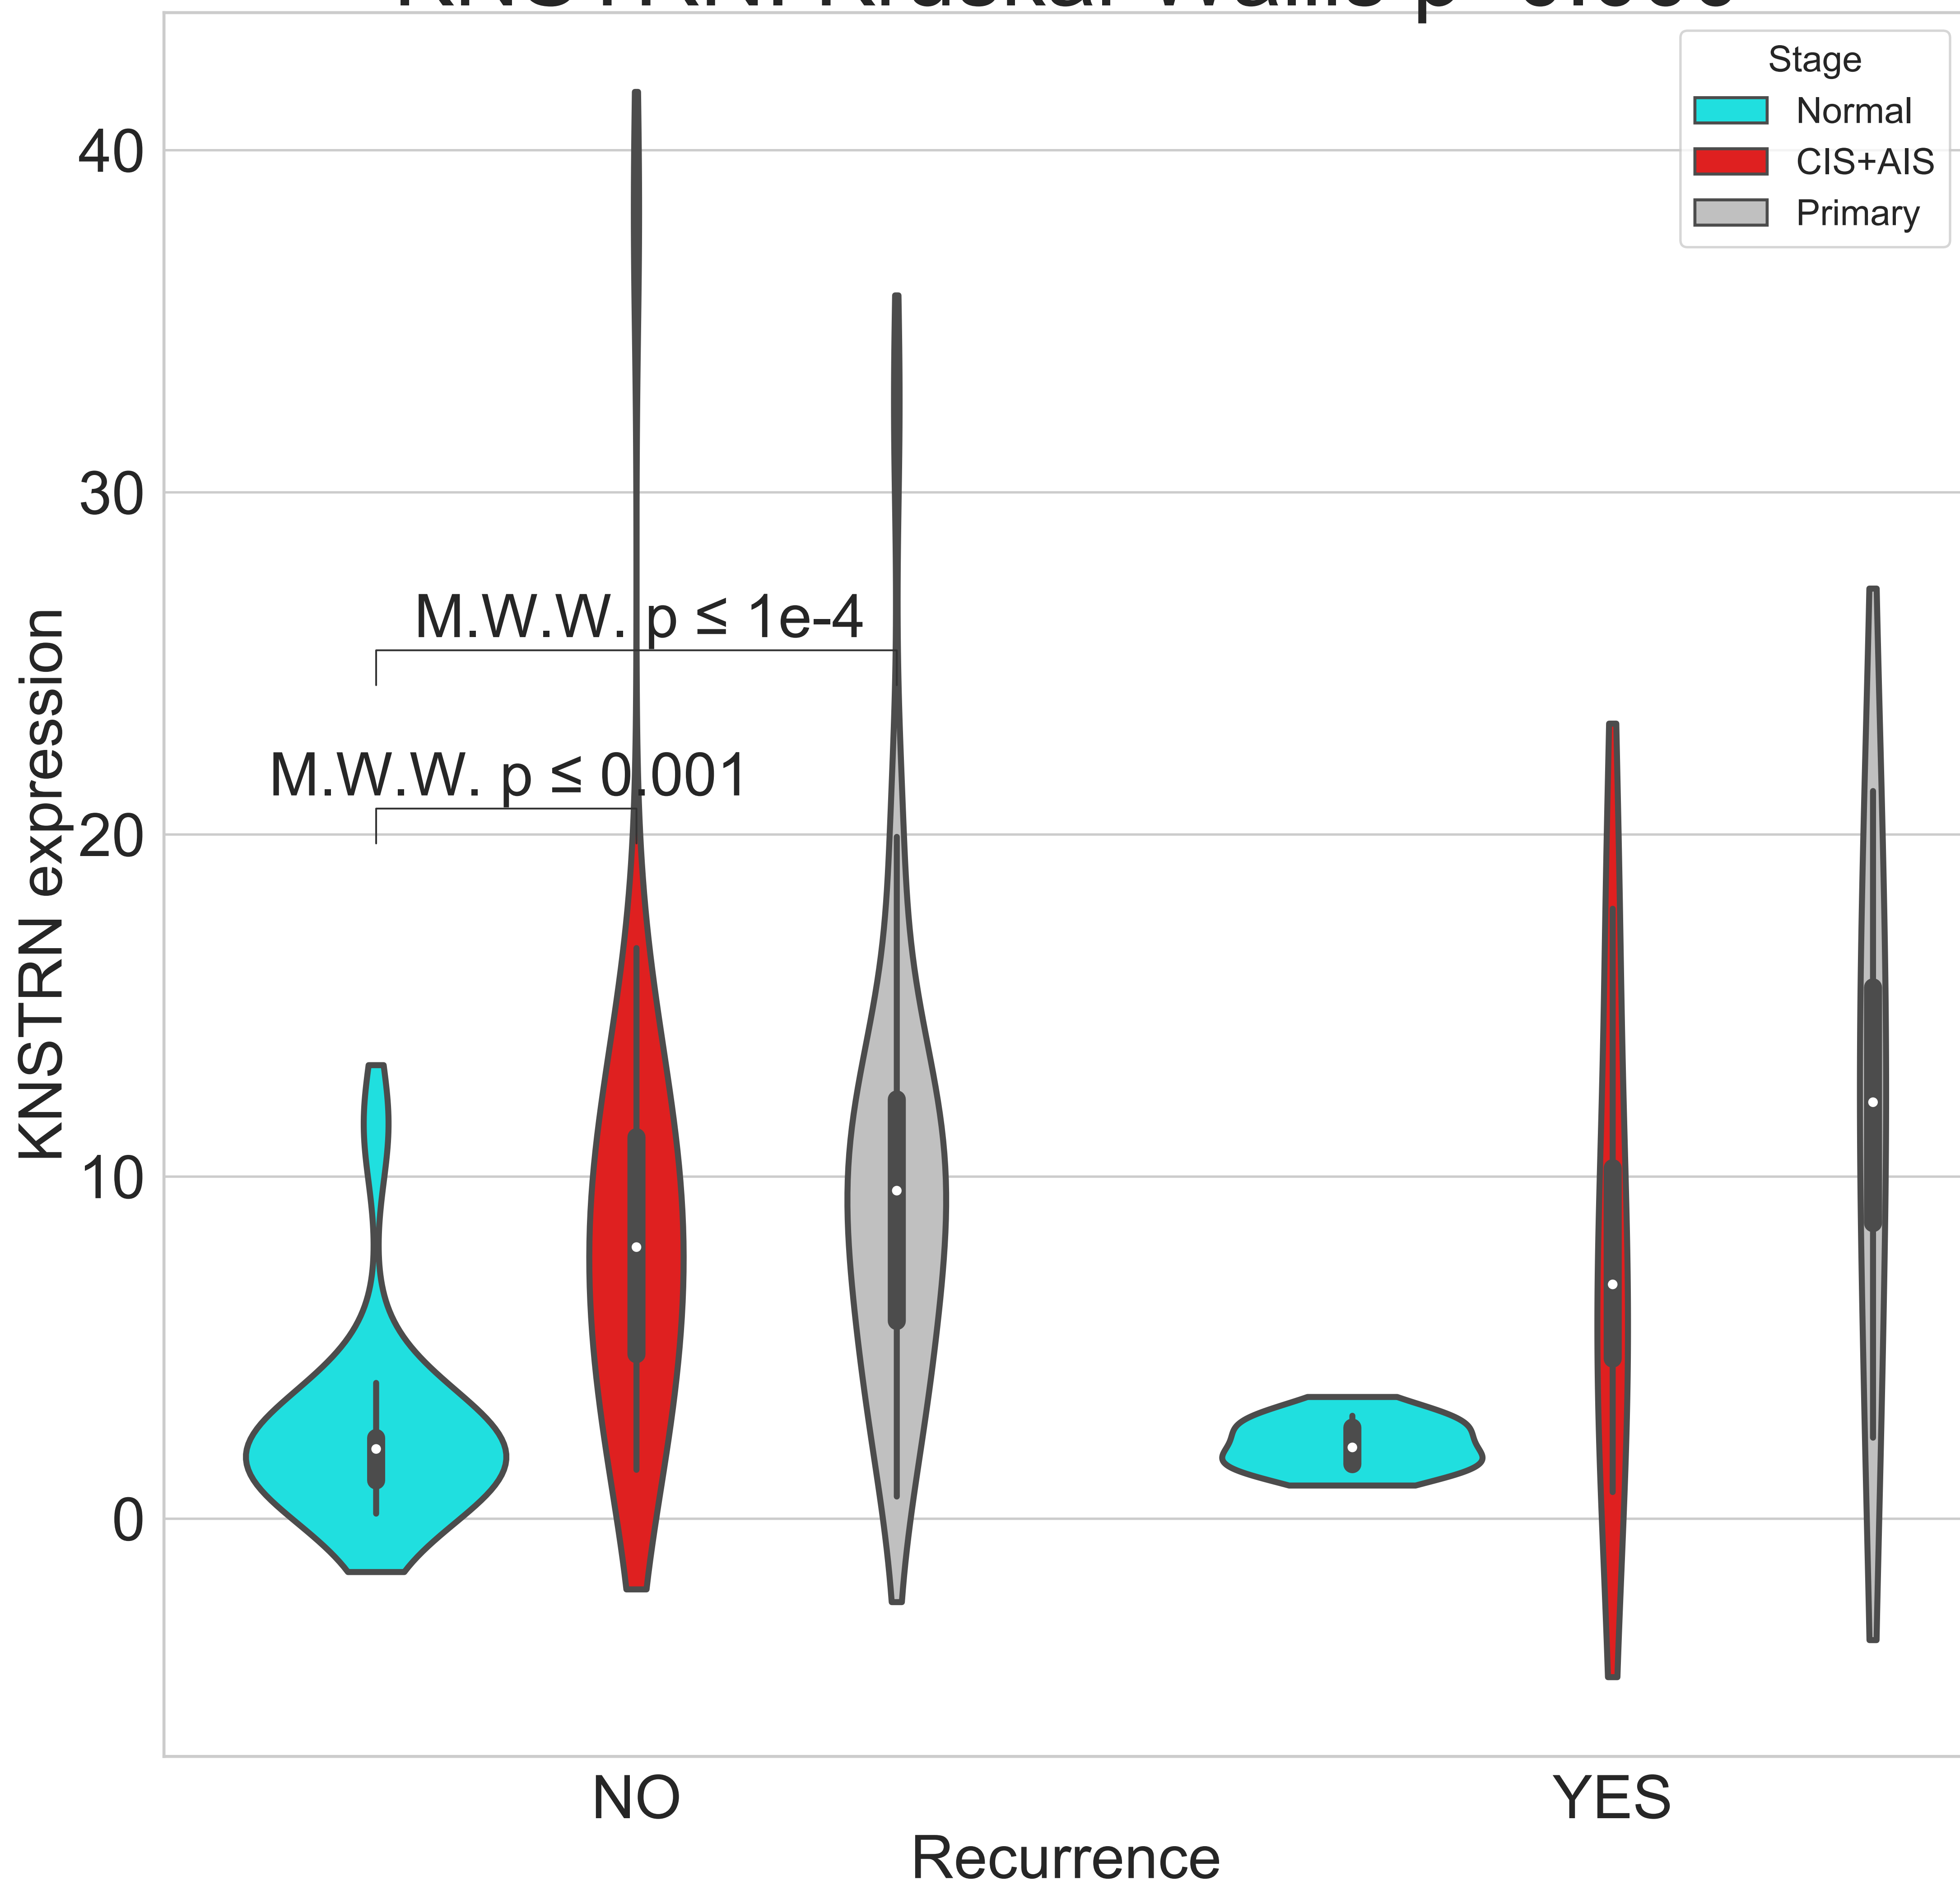 Stage
Normal
CIS+AIS
Primary
40
30
20
10
0
KNSTRN expression
M.W.W. p ≤ 1e-4
M.W.W. p ≤ 0.001
NO
YES
Recurrence